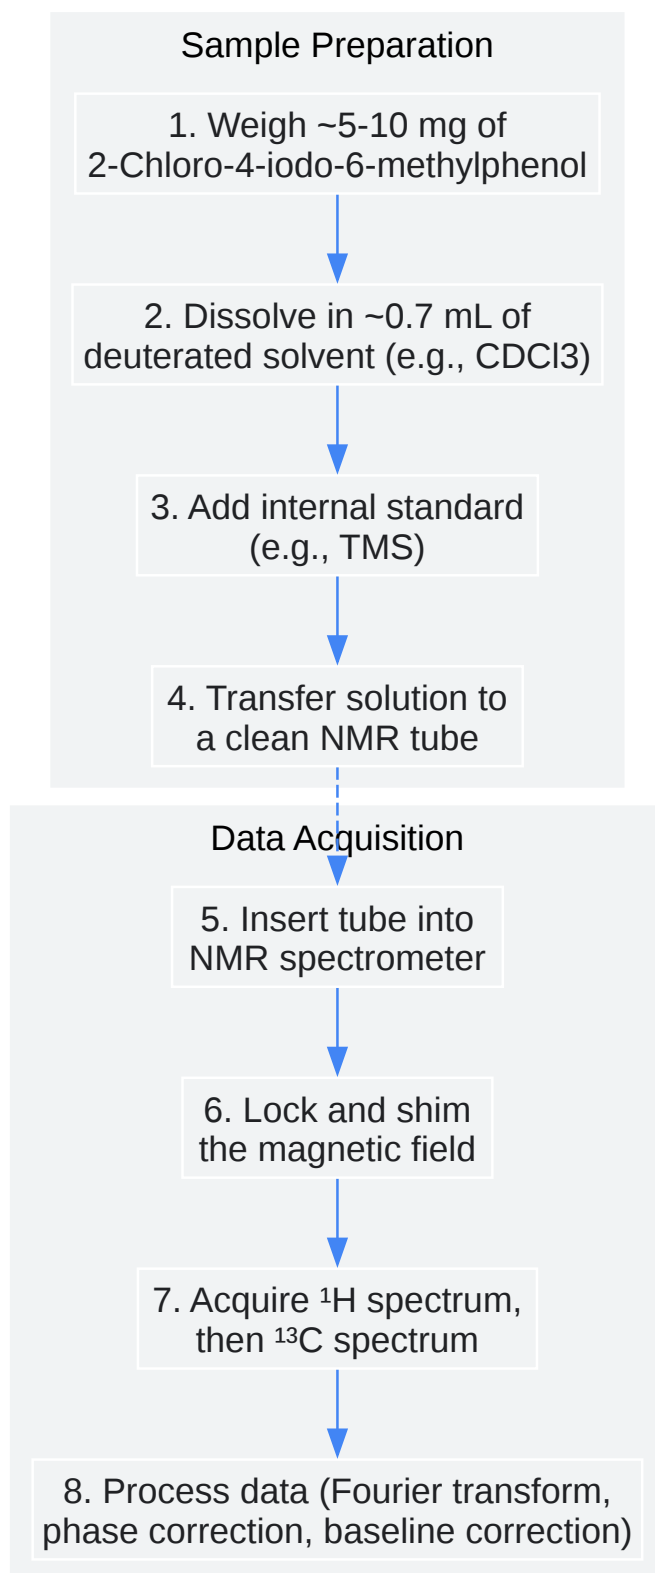 Sample Preparation
1. Weigh ~5-10 mg of
2-Chloro-4-iodo-6-methylphenol
2. Dissolve in ~0.7 mL of
deuterated solvent (e.g., CDCl3)
3. Add internal standard
(e.g., TMS)
4. Transfer solution to
a clean NMR tube
Data Acquisition
5. Insert tube into
NMR spectrometer
6. Lock and shim
the magnetic field
7. Acquire ¹H spectrum,
then ¹³C spectrum
8. Process data (Fourier transform,
phase correction, baseline correction)